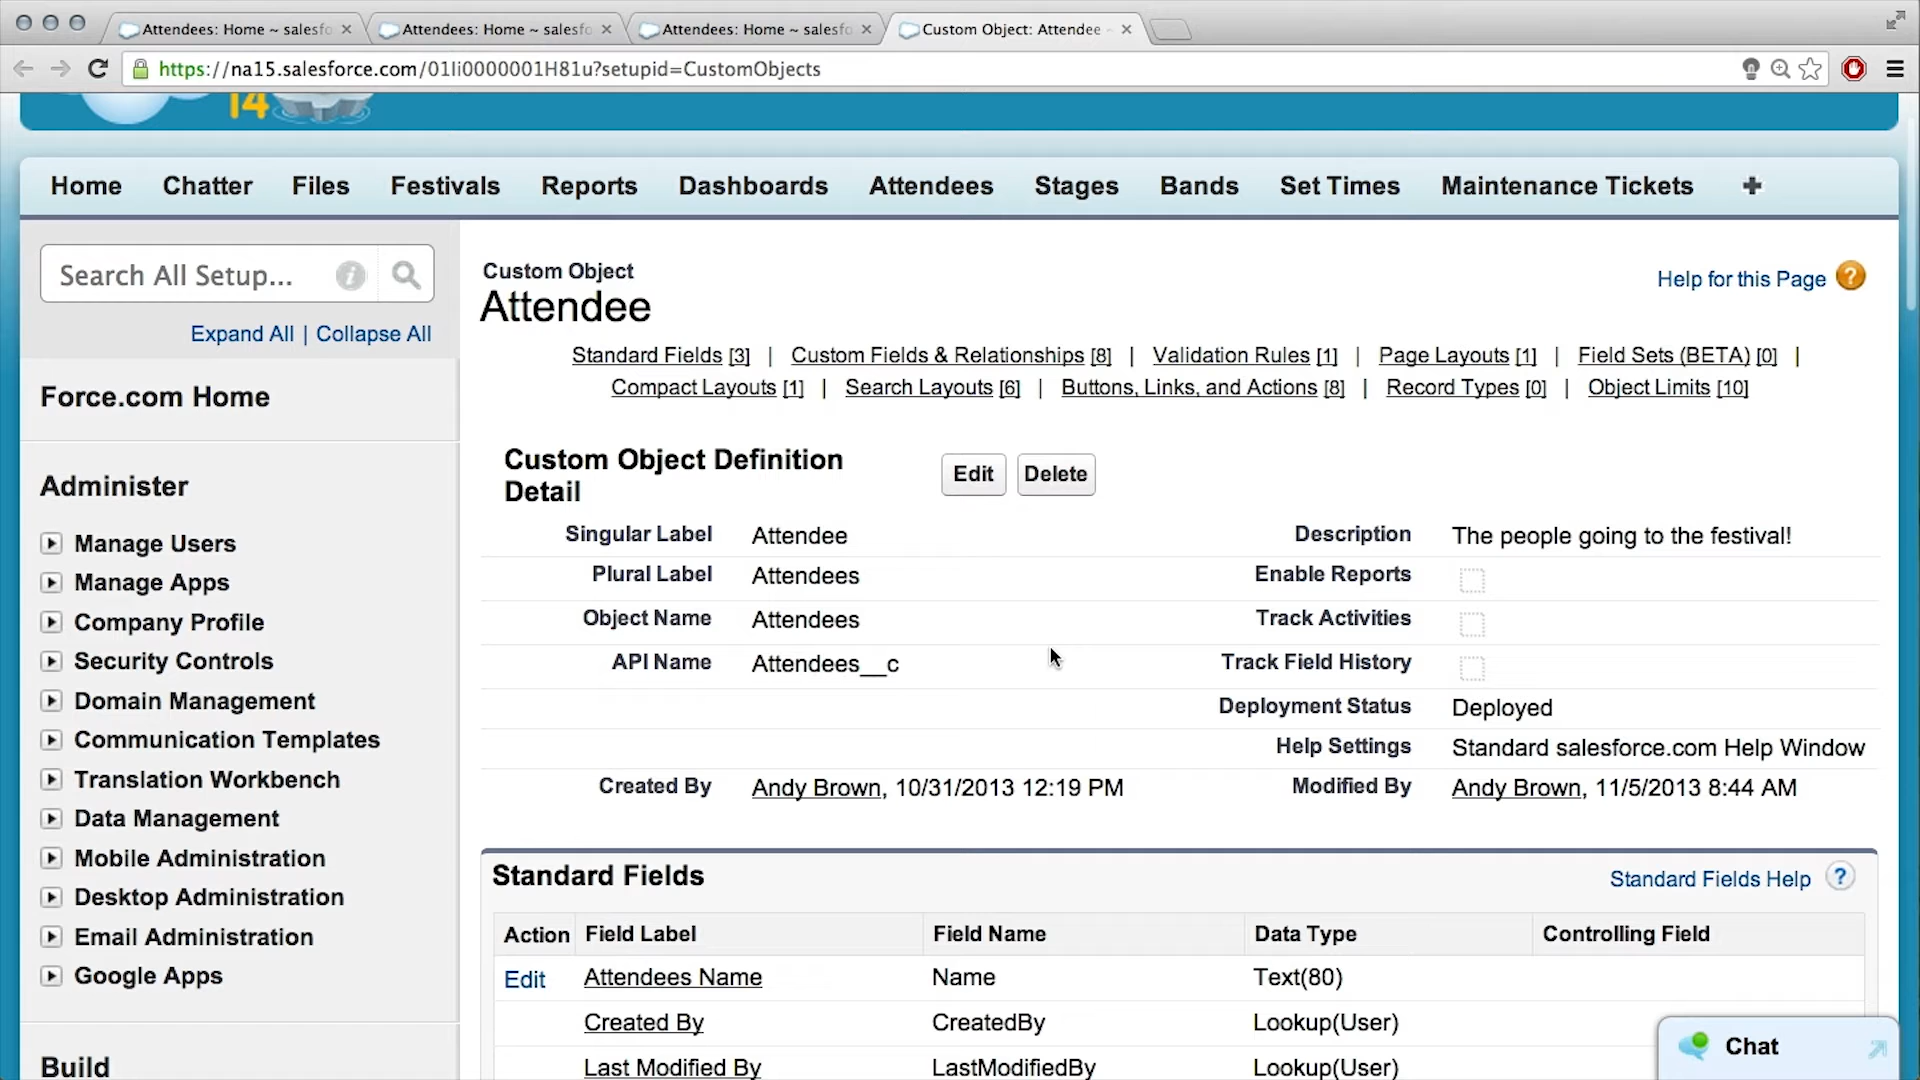 Attendees: Home ~ salesfo
Attendees: Home ~ salesfo
Attendees: Home ~ salesfo
Custom Object: Attendee ~
https://na15.salesforce.com/01Ii0000001H81u?setupid=CustomObjects
14
Home Chatter Files Festivals Reports Dashboards Attendees Stages Bands Set Times Maintenance Tickets +
Search All Setup...
Expand All | Collapse All
Force.com Home
Administer
Manage Users
Manage Apps
Company Profile
Security Controls
Domain Management
Communication Templates
Translation Workbench
Data Management
Mobile Administration
Desktop Administration
Email Administration
Google Apps
Build
Custom Object
Attendee
Help for this Page ?
Standard Fields [3] | Custom Fields & Relationships [8] | Validation Rules [1] | Page Layouts [1] | Field Sets (BETA) [0] |
Compact Layouts [1] | Search Layouts [6] | Buttons, Links, and Actions [8] | Record Types [0] | Object Limits [10]
Custom Object Definition
Detail
Edit Delete
Singular Label Attendee Description The people going to the festival!
Plural Label Attendees Enable Reports
Object Name Attendees Track Activities
API Name Attendees__c Track Field History
Deployment Status Deployed
Help Settings Standard salesforce.com Help Window
Created By Andy Brown, 10/31/2013 12:19 PM Modified By Andy Brown, 11/5/2013 8:44 AM
Standard Fields Standard Fields Help ?
Action Field Label Field Name Data Type Controlling Field
Edit Attendees Name Name Text(80)
Created By CreatedBy Lookup(User)
Last Modified By LastModifiedBy Lookup(User)
Chat